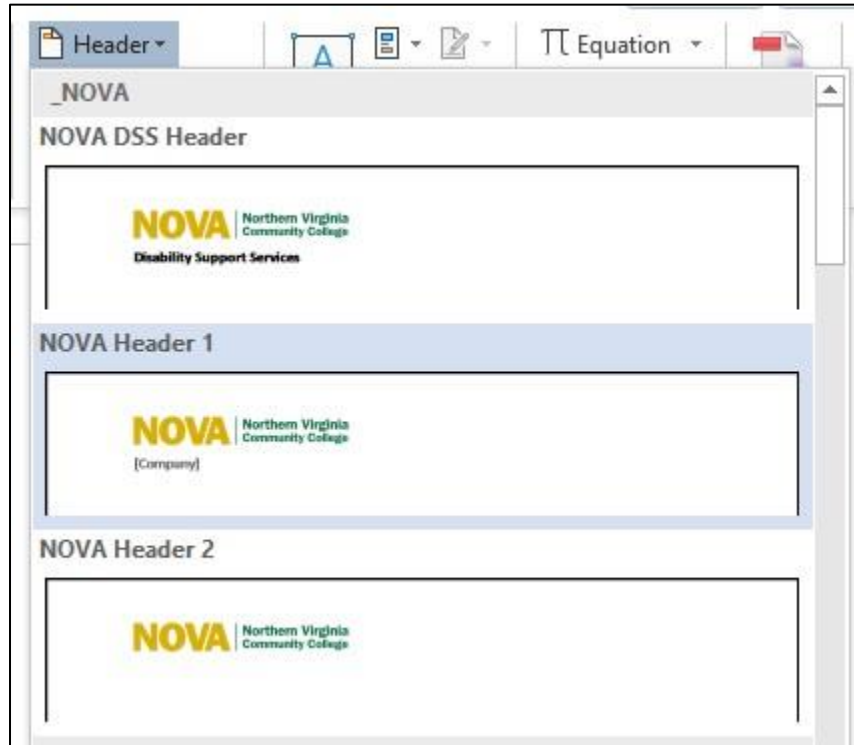 Header
A
π Equation
_NOVA
NOVA DSS Header
NOVA Northern Virginia
Community College
Disability Support Services
NOVA Header 1
NOVA Northern Virginia
Community College
[Company]
NOVA Header 2
NOVA Northern Virginia
Community College